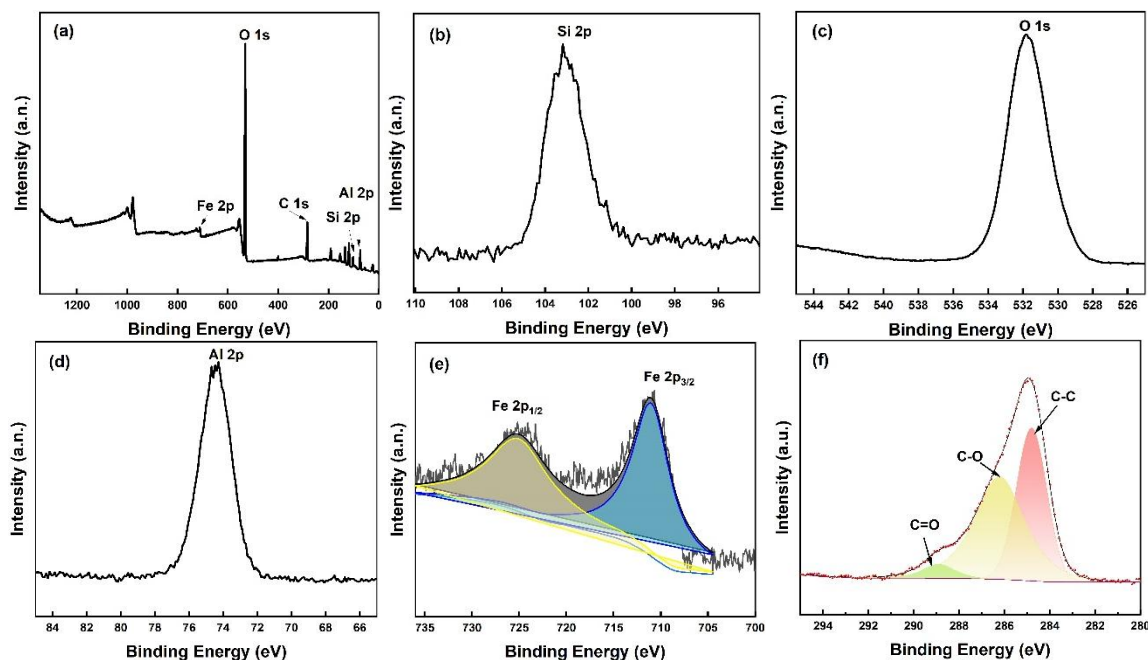 (a)
O 1s
Fe 2p
C 1s
Al 2p
Si 2p
Intensity (a.n.)
1200 1000 800 600 400 200 0
Binding Energy (eV)
(b)
Si 2p
Intensity (a.n.)
110 108 106 104 102 100 98 96 94
Binding Energy (eV)
(c)
O 1s
Intensity (a.n.)
544 542 540 538 536 534 532 530 528 526
Binding Energy (eV)
(d)
Al 2p
Intensity (a.n.)
84 82 80 78 76 74 72 70 68 66
Binding Energy (eV)
(e)
Fe 2p1/2
Fe 2p3/2
Intensity (a.n.)
735 730 725 720 715 710 705 700
Binding Energy (eV)
(f)
C-C
C-O
C=O
Intensity (a.u.)
294 292 290 288 286 284 282 280
Binding Energy (eV)